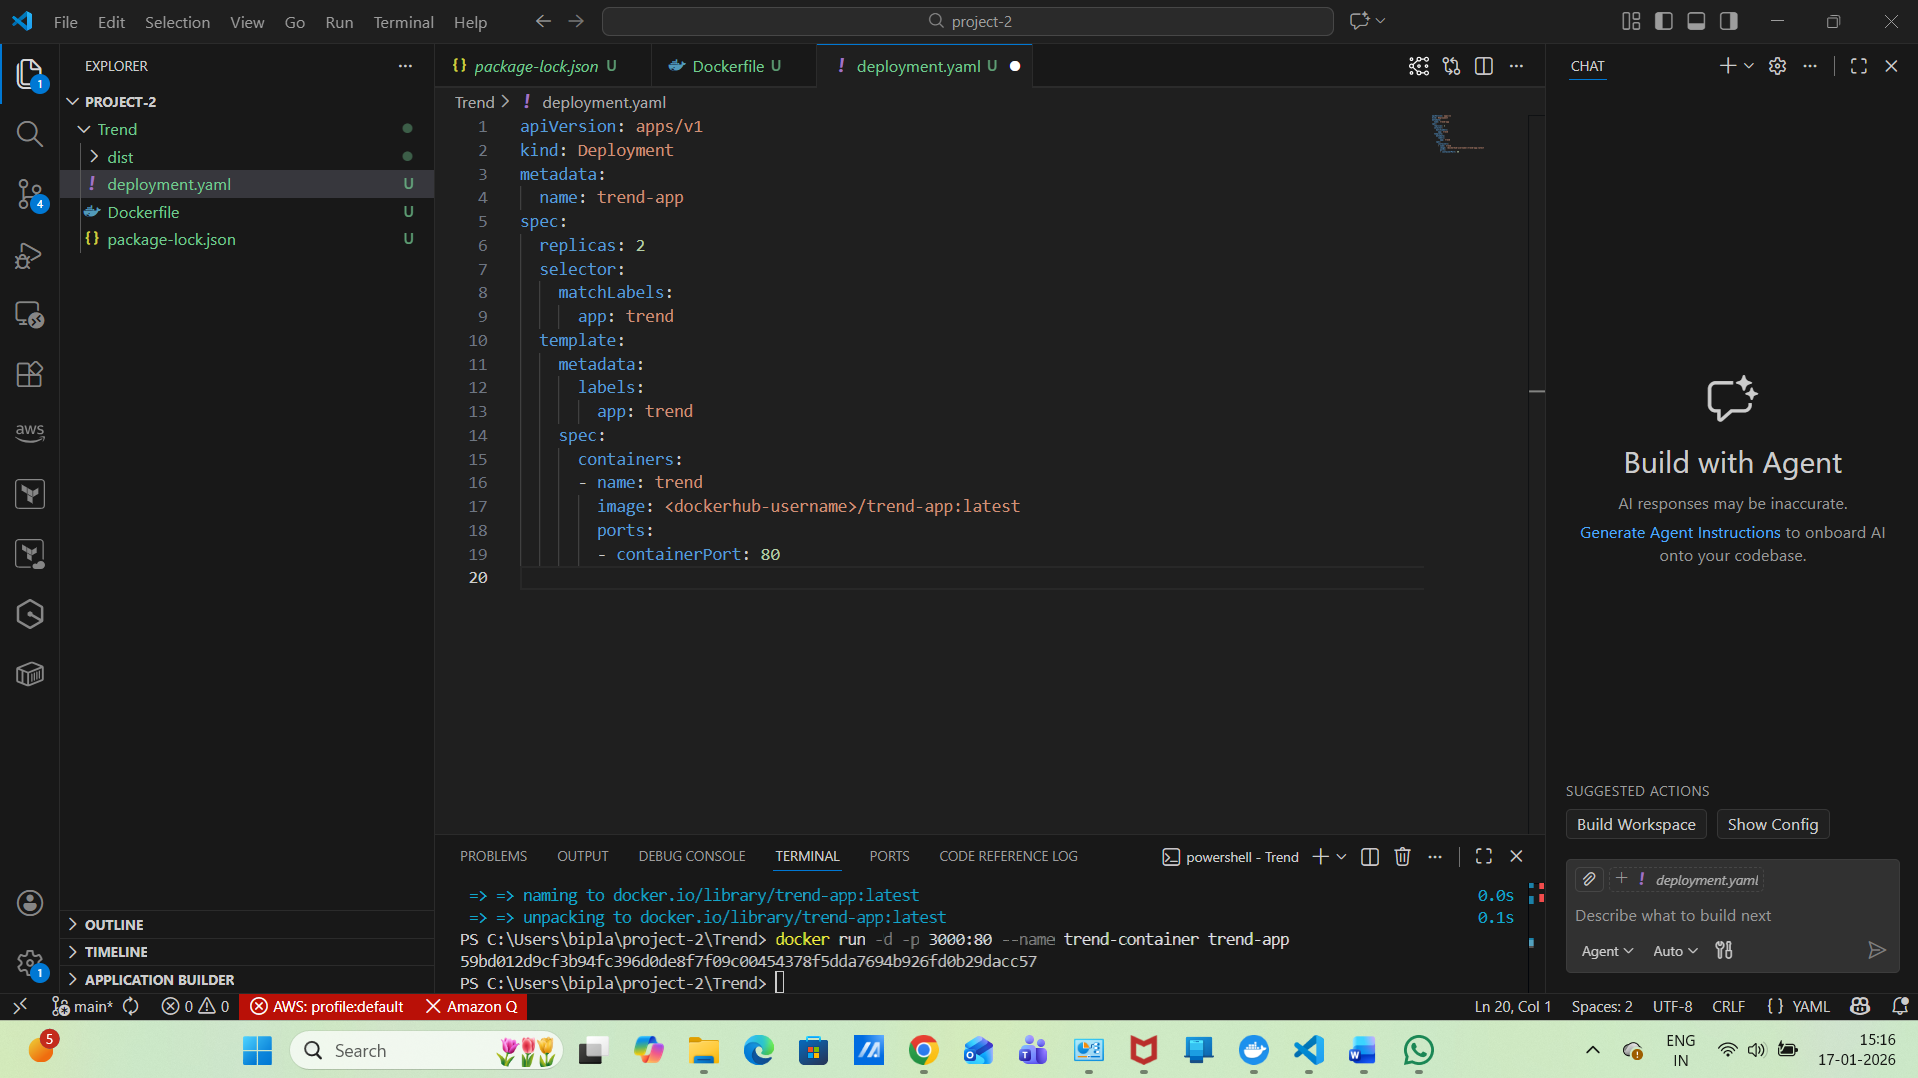 File Edit Selection View Go Run Terminal Help
project-2
EXPLORER
PROJECT-2
Trend
dist
deployment.yaml U
Dockerfile U
package-lock.json U
1
4
aws
OUTLINE
TIMELINE
APPLICATION BUILDER
1
package-lock.json U
Dockerfile U
deployment.yaml U
Trend > deployment.yaml
1 apiVersion: apps/v1
2 kind: Deployment
3 metadata:
4 name: trend-app
5 spec:
6 replicas: 2
7 selector:
8 matchLabels:
9 app: trend
10 template:
11 metadata:
12 labels:
13 app: trend
14 spec:
15 containers:
16 - name: trend
17 image: <dockerhub-username>/trend-app:latest
18 ports:
19 - containerPort: 80
20
PROBLEMS OUTPUT DEBUG CONSOLE TERMINAL PORTS CODE REFERENCE LOG
powershell - Trend
=> => naming to docker.io/library/trend-app:latest 0.0s
=> => unpacking to docker.io/library/trend-app:latest 0.1s
PS C:\Users\bipla\project-2\Trend> docker run -d -p 3000:80 --name trend-container trend-app
59bd012d9cf3b94fc396d0de8f7f09c00454378f5dda7694b926fd0b29dacc57
PS C:\Users\bipla\project-2\Trend>
CHAT
Build with Agent
AI responses may be inaccurate.
Generate Agent Instructions to onboard AI
onto your codebase.
SUGGESTED ACTIONS
Build Workspace Show Config
deployment.yaml
Describe what to build next
Agent Auto
main* 0 0 AWS: profile:default Amazon Q
Ln 20, Col 1 Spaces: 2 UTF-8 CRLF {} YAML
5
Search
ENG
IN
15:16
17-01-2026